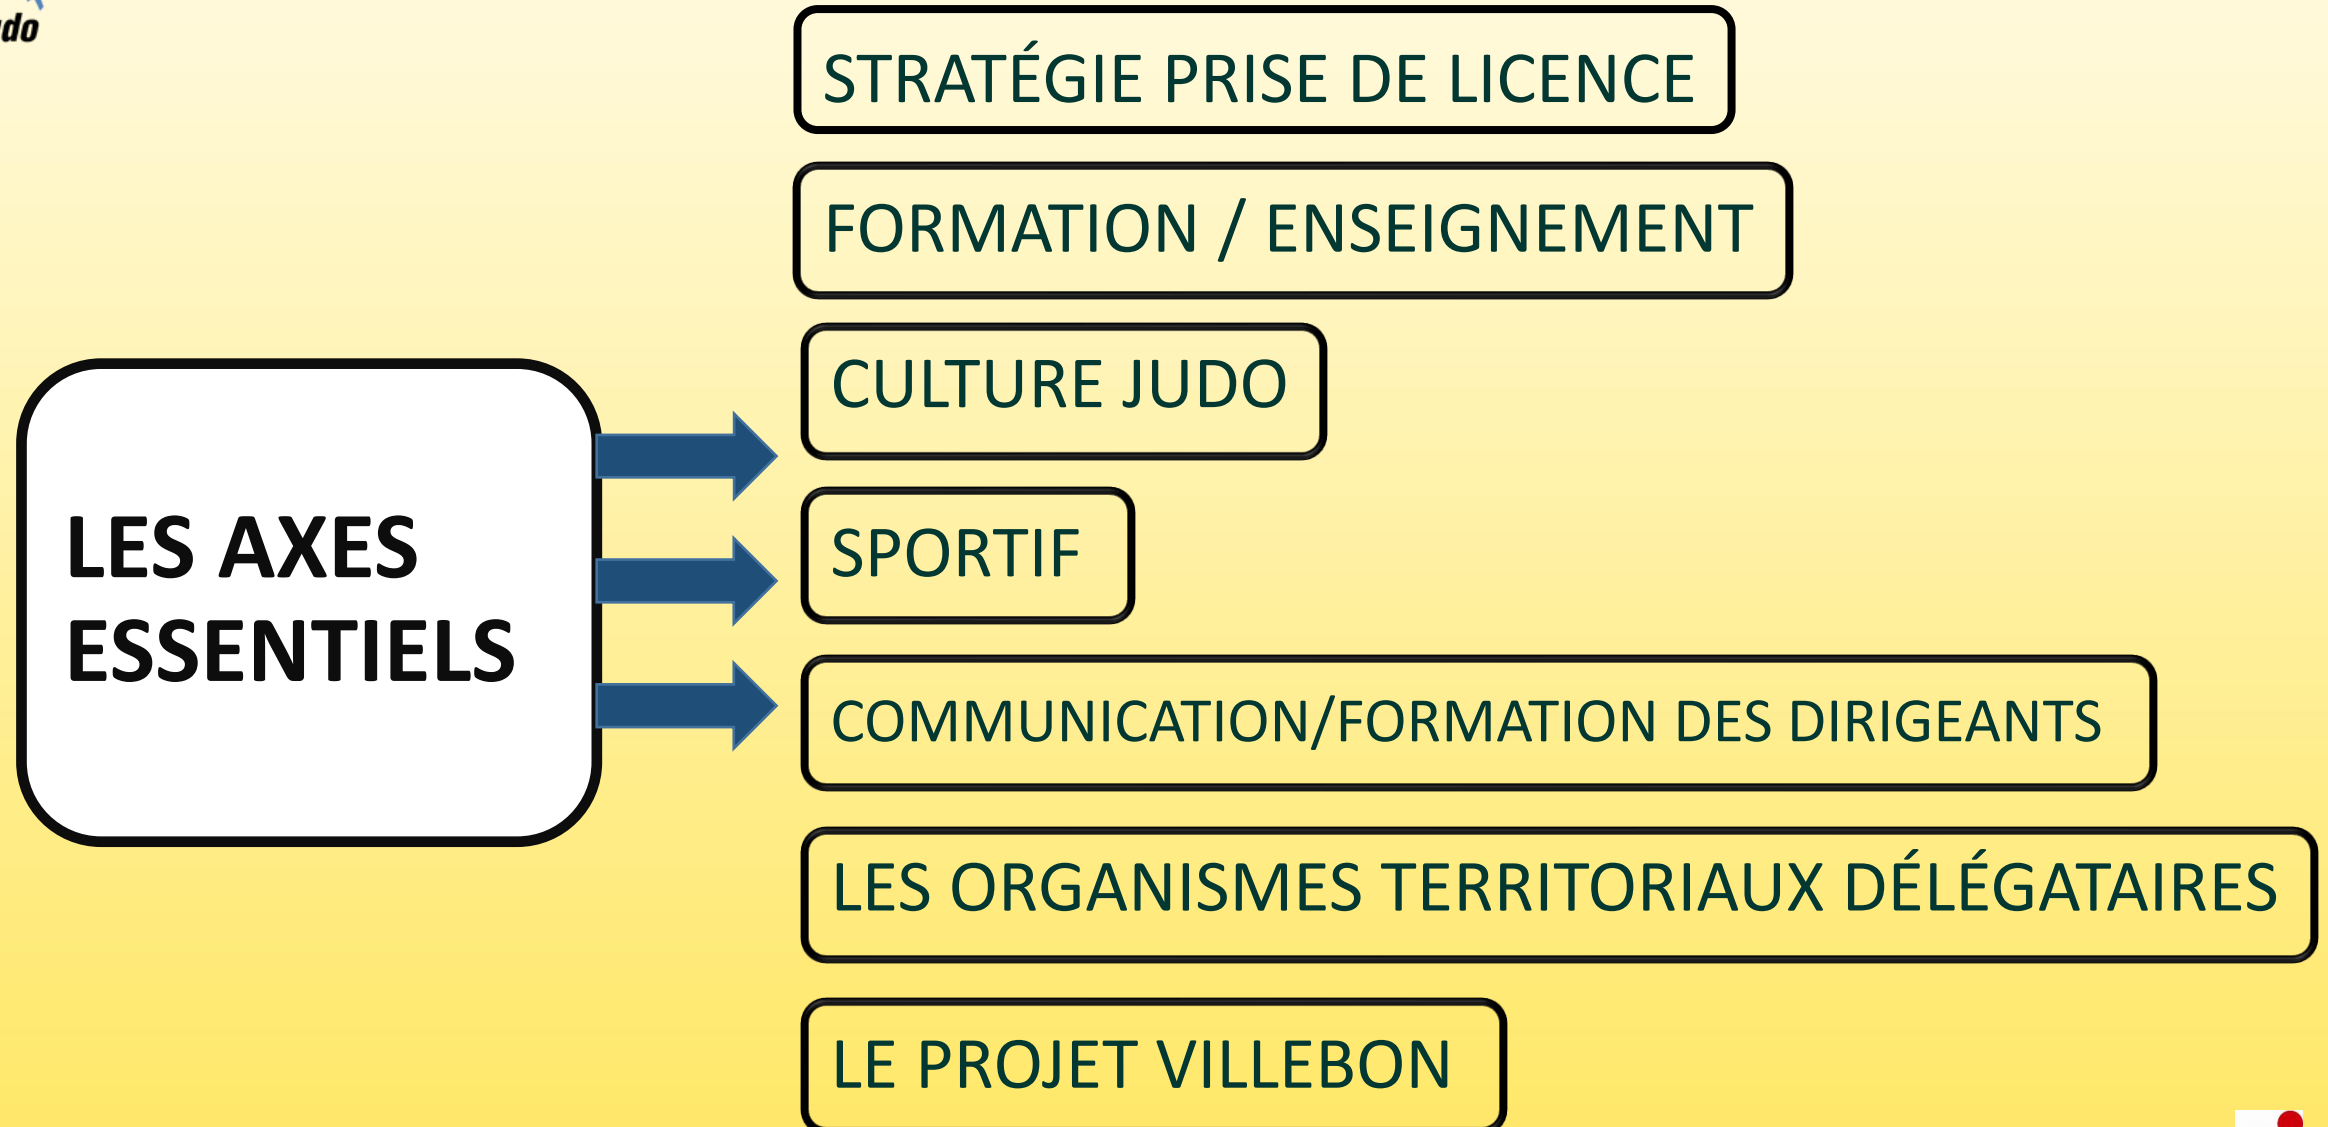 STRATÉGIE PRISE DE LICENCE
FORMATION / ENSEIGNEMENT
CULTURE JUDO
LES AXES
ESSENTIELS
SPORTIF
COMMUNICATION/FORMATION DES DIRIGEANTS
LES ORGANISMES TERRITORIAUX DÉLÉGATAIRES
LE PROJET VILLEBON